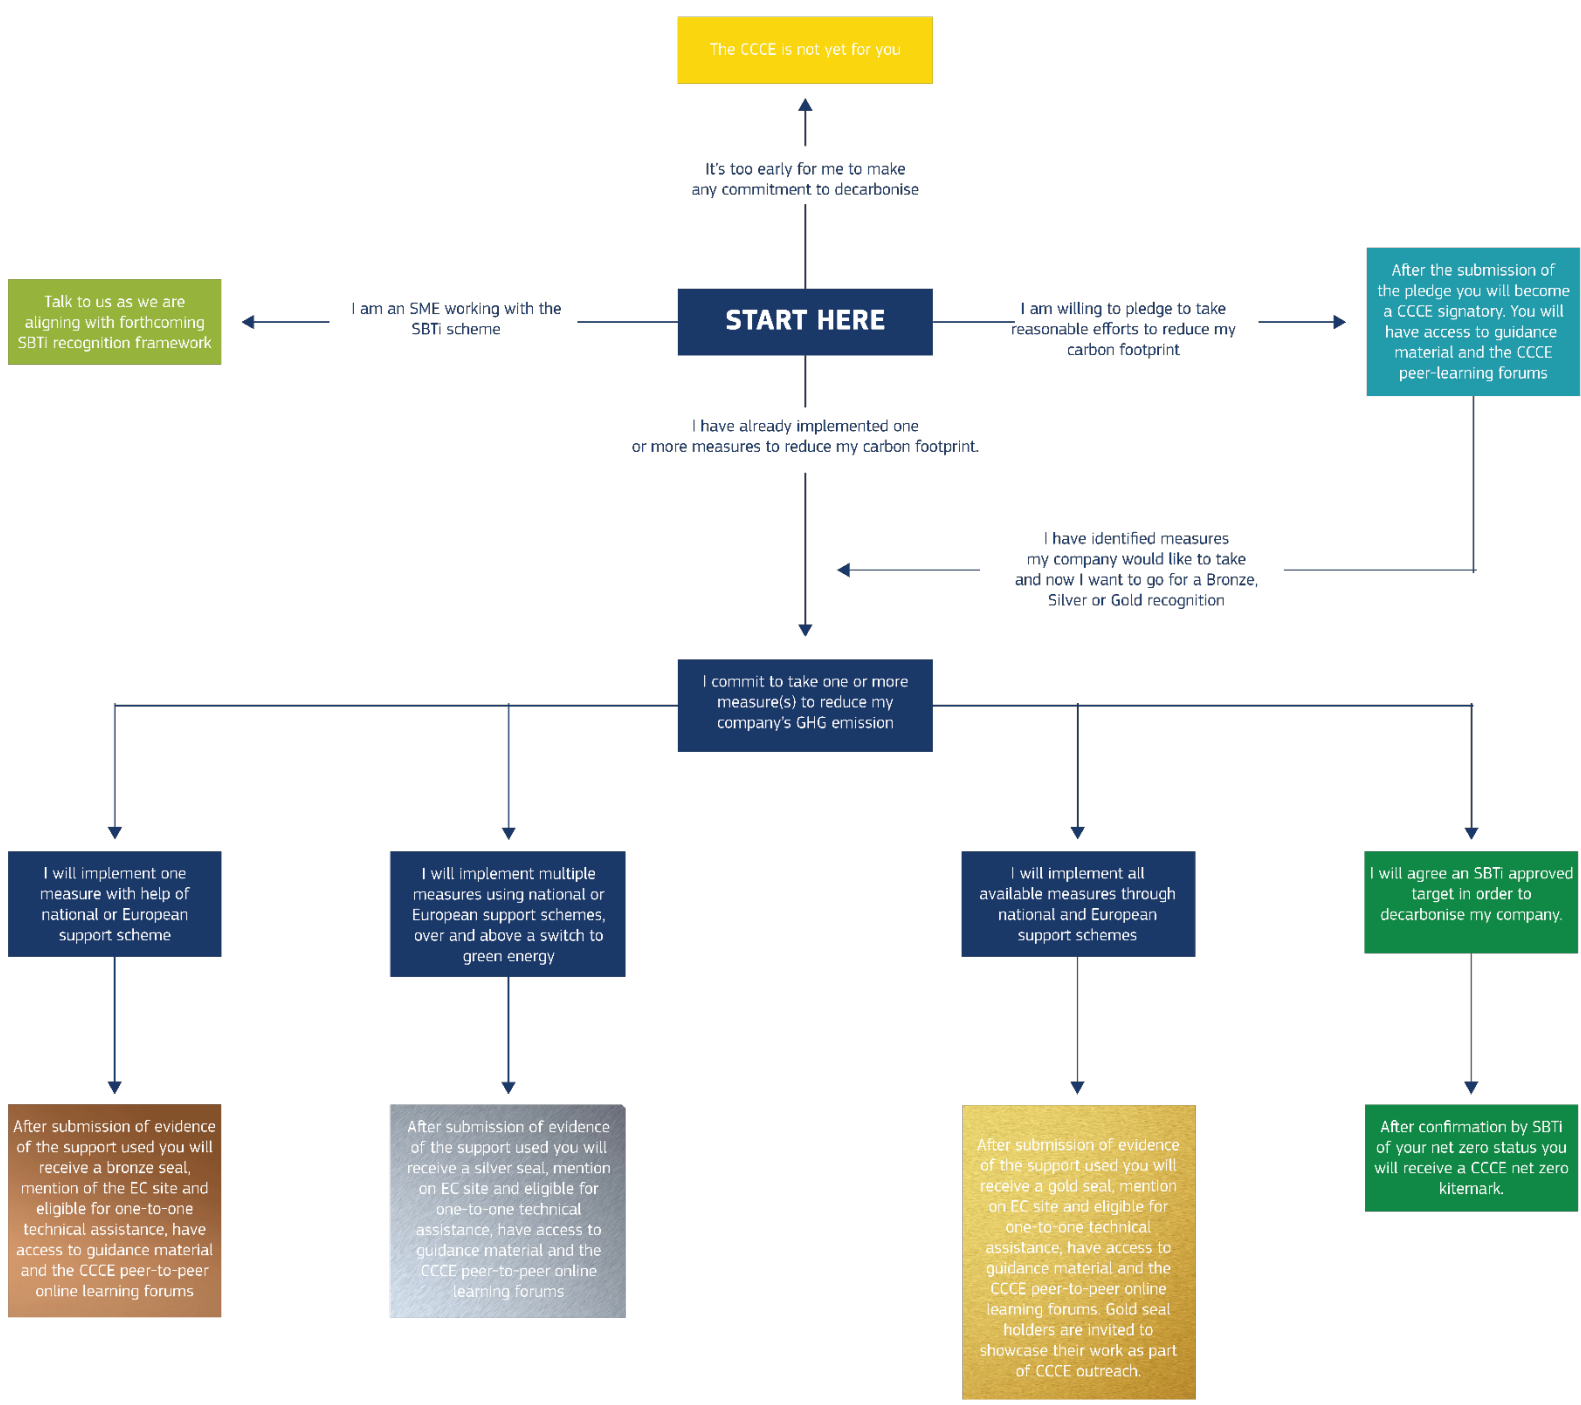 The CCCE is not yet for you
It's too early for me to make
any commitment to decarbonise
Talk to us as we are
aligning with forthcoming
SBTi recognition framework
I am an SME working with the
SBTi scheme
START HERE
I am willing to pledge to take
reasonable efforts to reduce my
carbon footprint
After the submission of
the pledge you will become
a CCCE signatory. You will
have access to guidance
material and the CCCE
peer-learning forums
I have already implemented one
or more measures to reduce my carbon footprint.
I have identified measures
my company would like to take
and now I want to go for a Bronze,
Silver or Gold recognition
I commit to take one or more
measure(s) to reduce my
company's GHG emission
I will implement one
measure with help of
national or European
support scheme
I will implement multiple
measures using national or
European support schemes,
over and above a switch to
green energy
I will implement all
available measures through
national and European
support schemes
I will agree an SBTi approved
target in order to
decarbonise my company.
After submission of evidence
of the support used you will
receive a bronze seal,
mention of the EC site and
eligible for one-to-one
technical assistance, have
access to guidance material
and the CCCE peer-to-peer
online learning forums
After submission of evidence
of the support used you will
receive a silver seal, mention
on EC site and eligible for
one-to-one technical
assistance, have access to
guidance material and the
CCCE peer-to-peer online
learning forums
After submission of evidence
of the support used you will
receive a gold seal, mention
on EC site and eligible for
one-to-one technical
assistance, have access to
guidance material and the
CCCE peer-to-peer online
learning forums. Gold seal
holders are invited to
showcase their work as part
of CCCE outreach.
After confirmation by SBTi
of your net zero status you
will receive a CCCE net zero
kitemark.